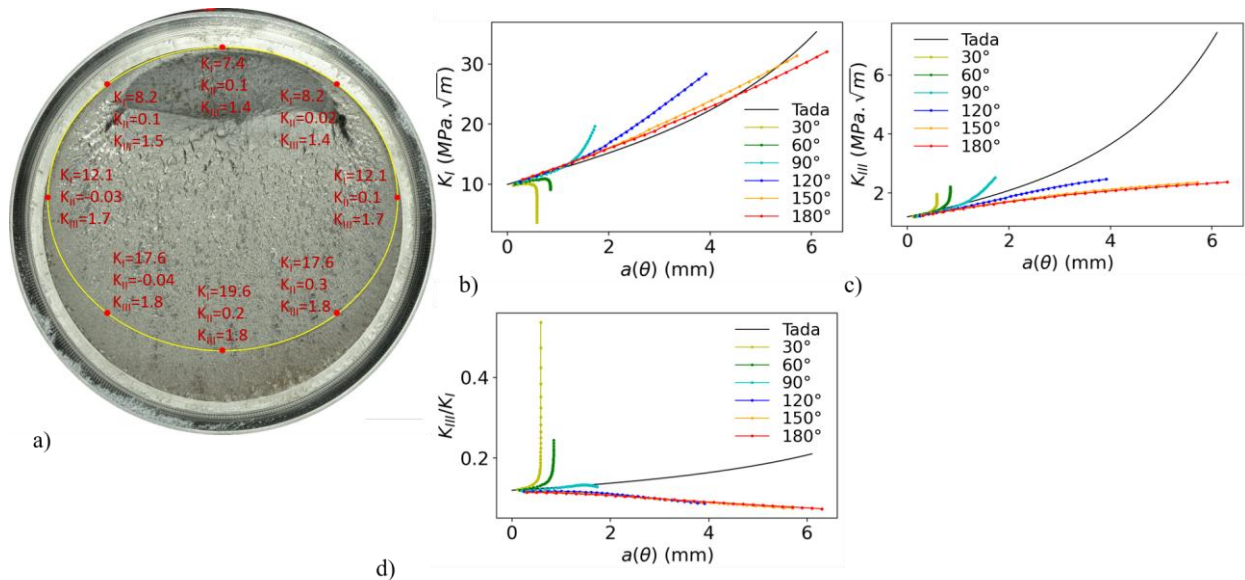 K_I=7.4
K_II=0.1
K_III=1.4
K_I=8.2
K_II=0.1
K_III=1.5
K_I=8.2
K_II=0.02
K_III=1.4
K_I=12.1
K_II=-0.03
K_III=1.7
K_I=12.1
K_II=0.1
K_III=1.7
K_I=17.6
K_II=-0.04
K_III=1.8
K_I=19.6
K_II=0.2
K_III=1.8
K_I=17.6
K_II=0.3
K_III=1.8
a)
K_I (MPa. √m)
30
20
10
0
2
4
6
a(θ) (mm)
Tada
30°
60°
90°
120°
150°
180°
b)
K_III (MPa. √m)
6
4
2
0
2
4
6
a(θ) (mm)
Tada
30°
60°
90°
120°
150°
180°
c)
K_III/K_I
0.4
0.2
0
2
4
6
a(θ) (mm)
Tada
30°
60°
90°
120°
150°
180°
d)